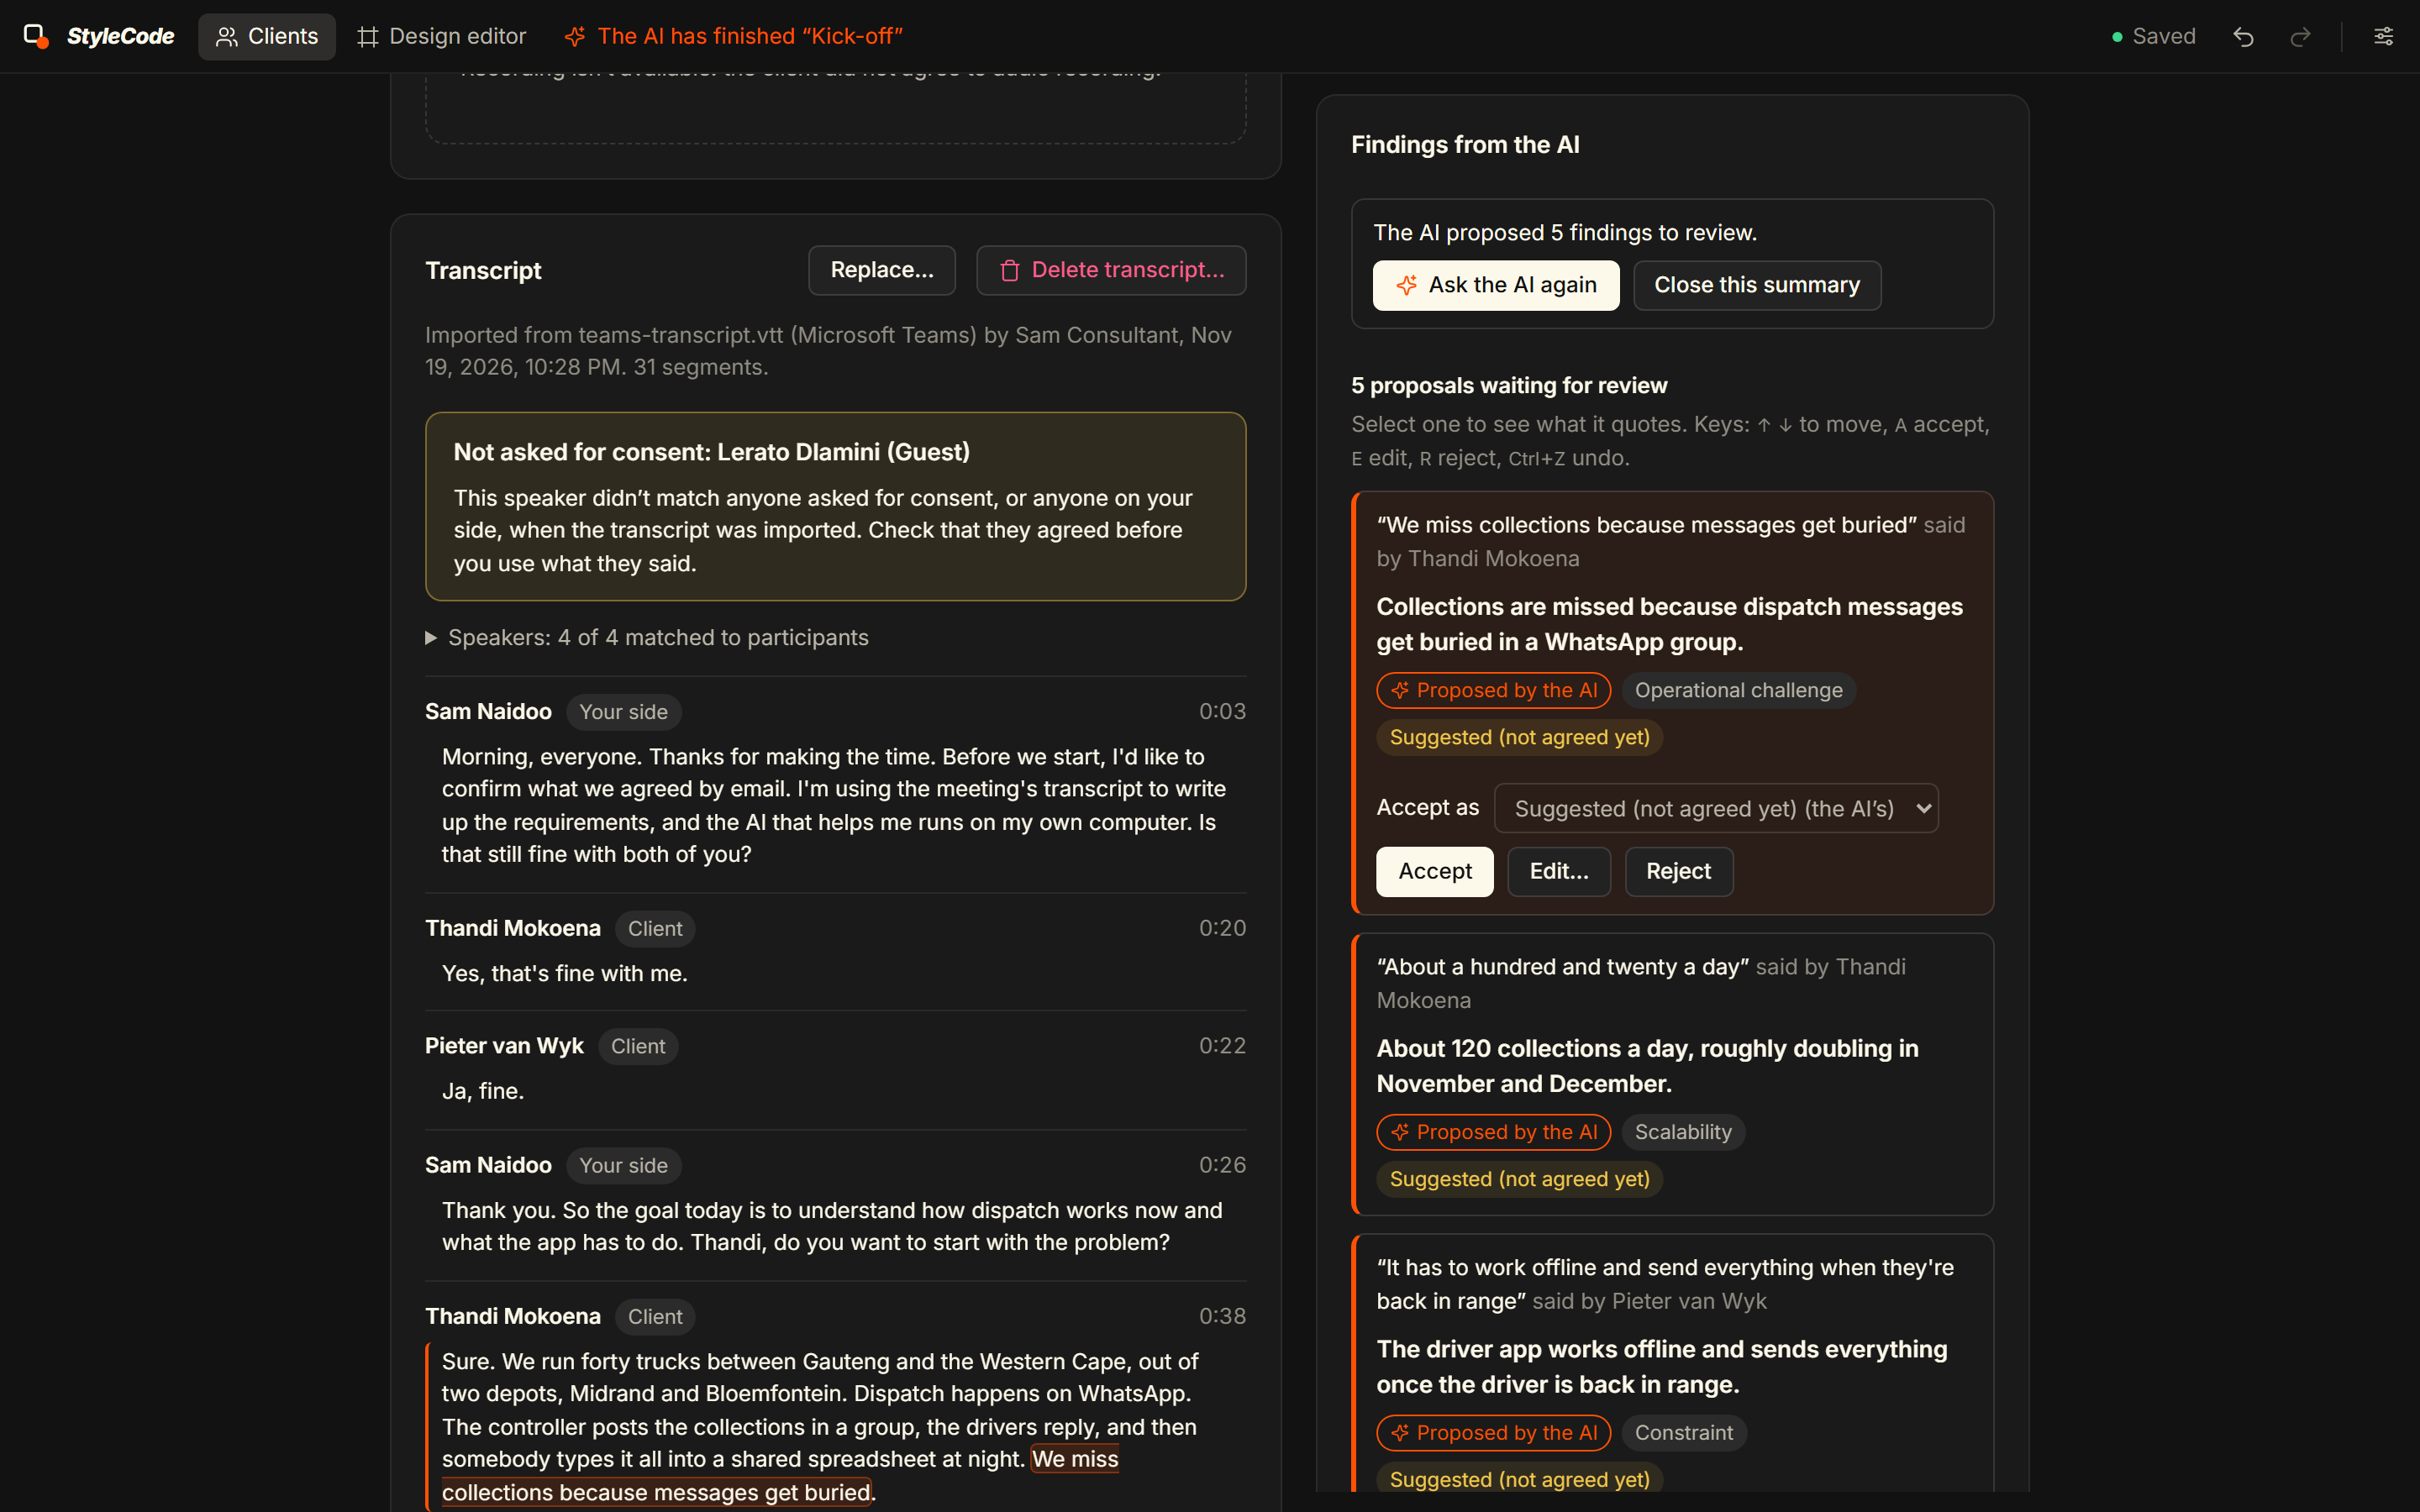 StyleCode
Clients
Design editor
The AI has finished “Kick-off”
Saved
Recording isn't available: the client did not agree to audio recording.
Transcript
Replace...
Delete transcript...
Imported from teams-transcript.vtt (Microsoft Teams) by Sam Consultant, Nov
19, 2026, 10:28 PM. 31 segments.
Not asked for consent: Lerato Dlamini (Guest)
This speaker didn’t match anyone asked for consent, or anyone on your
side, when the transcript was imported. Check that they agreed before
you use what they said.
Speakers: 4 of 4 matched to participants
Sam Naidoo Your side 0:03
Morning, everyone. Thanks for making the time. Before we start, I'd like to
confirm what we agreed by email. I'm using the meeting's transcript to write
up the requirements, and the AI that helps me runs on my own computer. Is
that still fine with both of you?
Thandi Mokoena Client 0:20
Yes, that's fine with me.
Pieter van Wyk Client 0:22
Ja, fine.
Sam Naidoo Your side 0:26
Thank you. So the goal today is to understand how dispatch works now and
what the app has to do. Thandi, do you want to start with the problem?
Thandi Mokoena Client 0:38
Sure. We run forty trucks between Gauteng and the Western Cape, out of
two depots, Midrand and Bloemfontein. Dispatch happens on WhatsApp.
The controller posts the collections in a group, the drivers reply, and then
somebody types it all into a shared spreadsheet at night. We miss
collections because messages get buried.
Findings from the AI
The AI proposed 5 findings to review.
Ask the AI again
Close this summary
5 proposals waiting for review
Select one to see what it quotes. Keys: ↑ ↓ to move, A accept,
E edit, R reject, Ctrl+Z undo.
“We miss collections because messages get buried” said
by Thandi Mokoena
Collections are missed because dispatch messages
get buried in a WhatsApp group.
Proposed by the AI Operational challenge
Suggested (not agreed yet)
Accept as Suggested (not agreed yet) (the AI’s)
Accept Edit... Reject
“About a hundred and twenty a day” said by Thandi
Mokoena
About 120 collections a day, roughly doubling in
November and December.
Proposed by the AI Scalability
Suggested (not agreed yet)
“It has to work offline and send everything when they're
back in range” said by Pieter van Wyk
The driver app works offline and sends everything
once the driver is back in range.
Proposed by the AI Constraint
Suggested (not agreed yet)